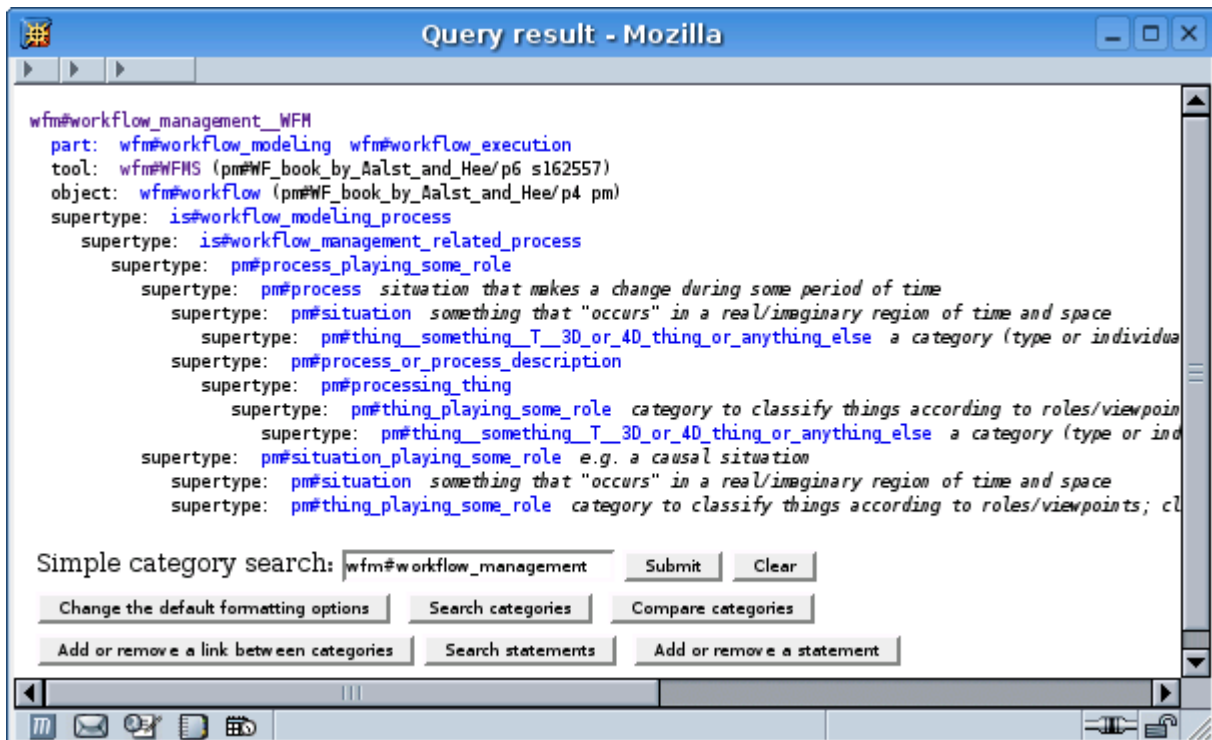 Query result - Mozilla
wfm#workflow_management__WFM
part: wfm#workflow_modeling wfm#workflow_execution
tool: wfm#WFMS (pm#WF_book_by_Aalst_and_Hee/p6 s162557)
object: wfm#workflow (pm#WF_book_by_Aalst_and_Hee/p4 pm)
supertype: is#workflow_modeling_process
supertype: is#workflow_management_related_process
supertype: pm#process_playing_some_role
supertype: pm#process situation that makes a change during some period of time
supertype: pm#situation something that "occurs" in a real/imaginary region of time and space
supertype: pm#thing__something__T__3D_or_4D_thing_or_anything_else a category (type or individua
supertype: pm#process_or_process_description
supertype: pm#processing_thing
supertype: pm#thing_playing_some_role category to classify things according to roles/viewpoin
supertype: pm#thing__something__T__3D_or_4D_thing_or_anything_else a category (type or ind
supertype: pm#situation_playing_some_role e.g. a causal situation
supertype: pm#situation something that "occurs" in a real/imaginary region of time and space
supertype: pm#thing_playing_some_role category to classify things according to roles/viewpoints; cl
Simple category search: wfm#workflow_management Submit Clear
Change the default formatting options Search categories Compare categories
Add or remove a link between categories Search statements Add or remove a statement